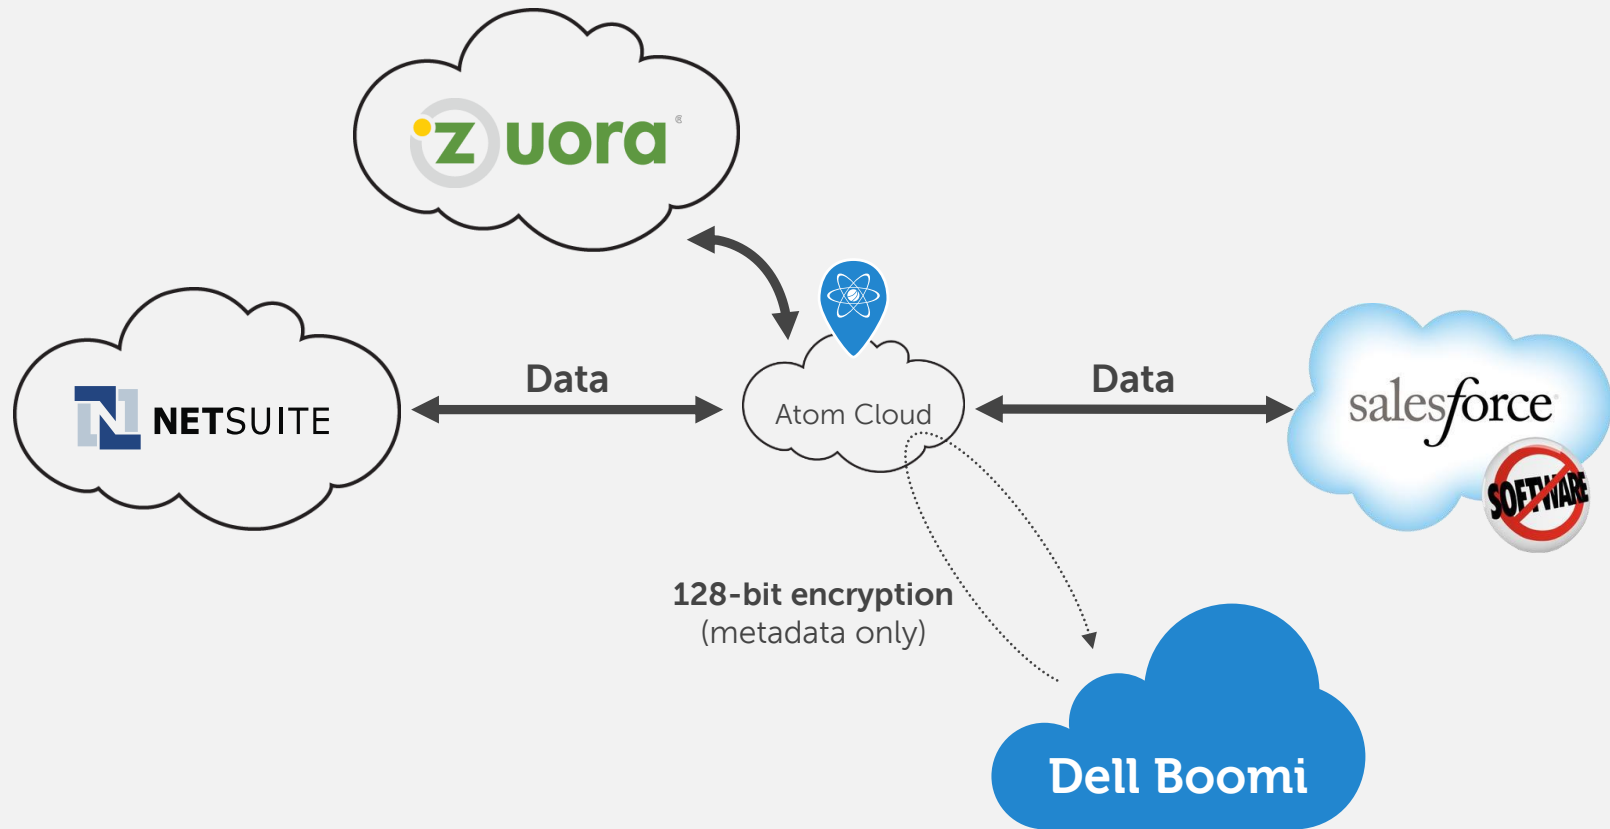 zuora
NETSUITE
Data
Atom Cloud
Data
salesforce
SOFTWARE
128-bit encryption
(metadata only)
Dell Boomi